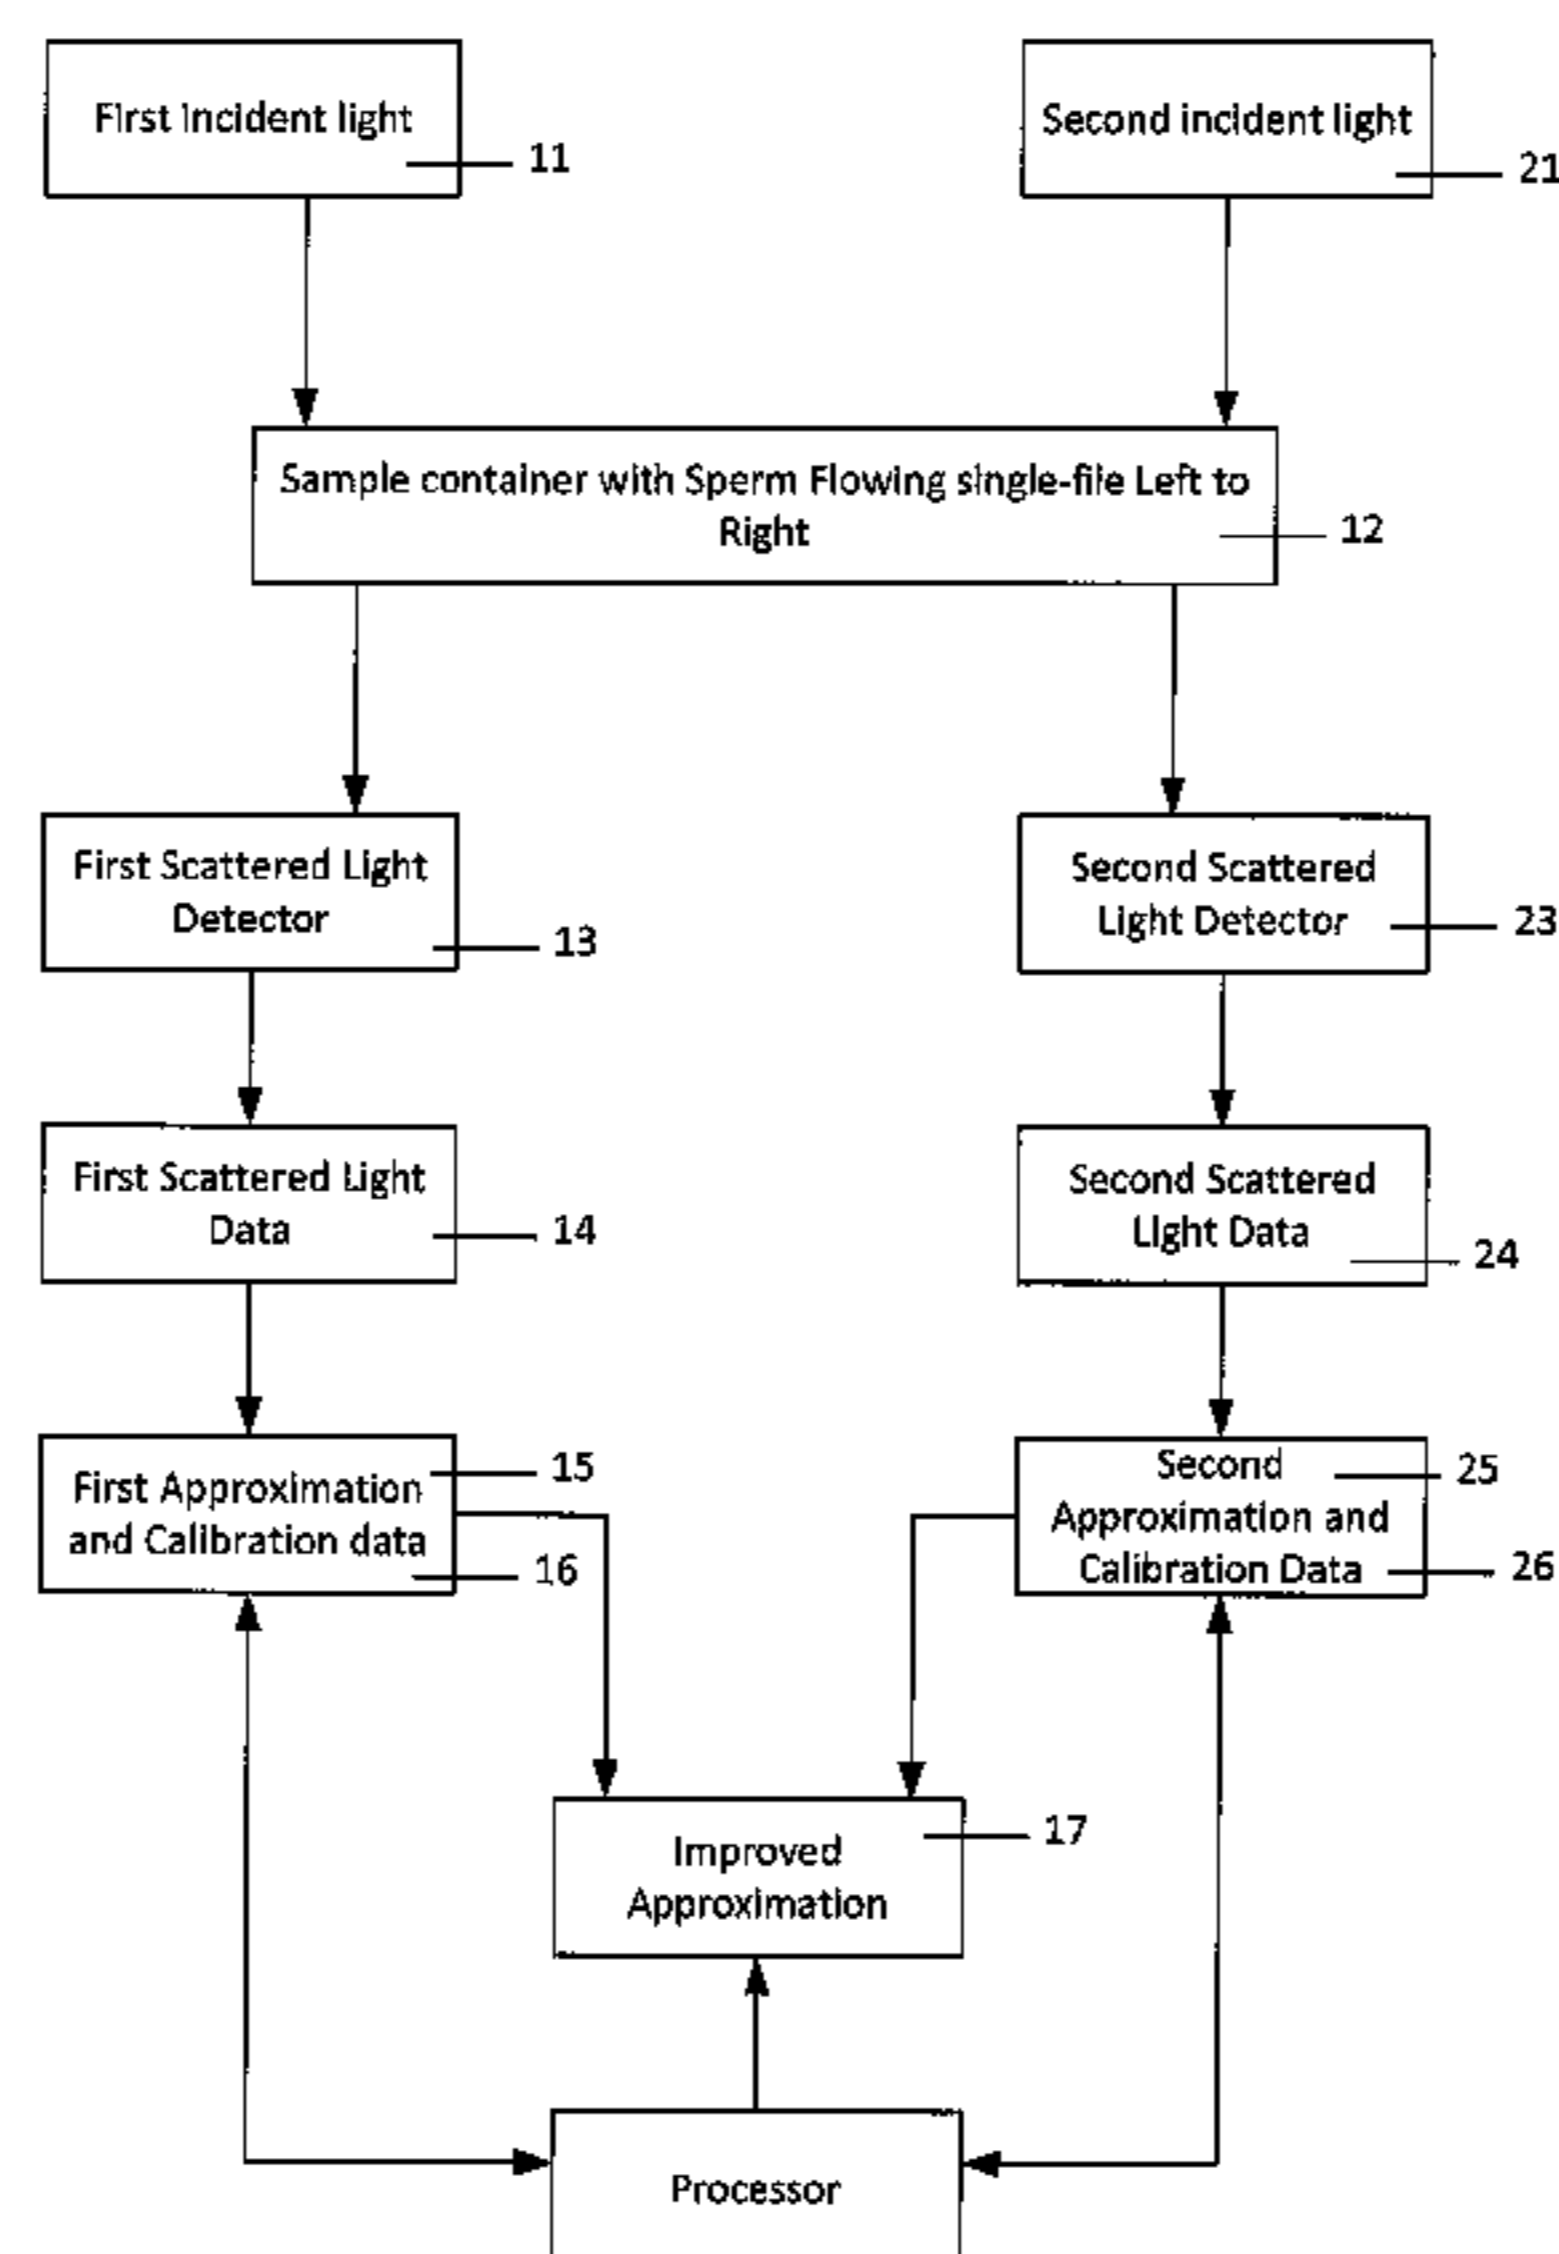 First Incident light
11
Second incident light
21
Sample container with Sperm Flowing single-file Left to
Right
12
First Scattered Light
Detector
13
Second Scattered
Light Detector
23
First Scattered Light
Data
14
Second Scattered
Light Data
24
First Approximation
and Calibration data
15
16
Second
Approximation and
Calibration Data
25
26
Improved
Approximation
17
Processor